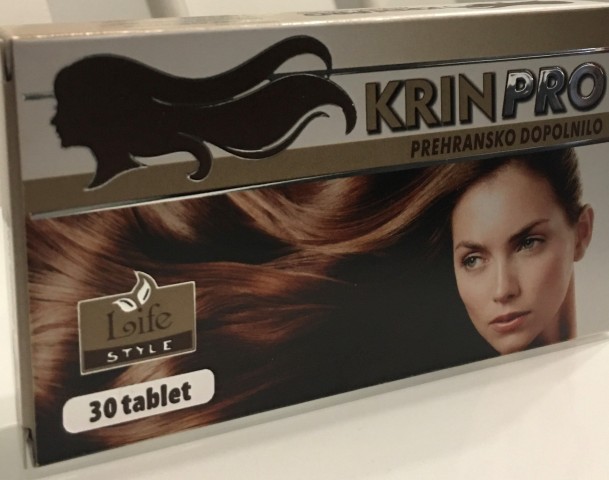 KRINPRO
PREHRANSKO DOPOLNILO
Life
STYLE
30 tablet